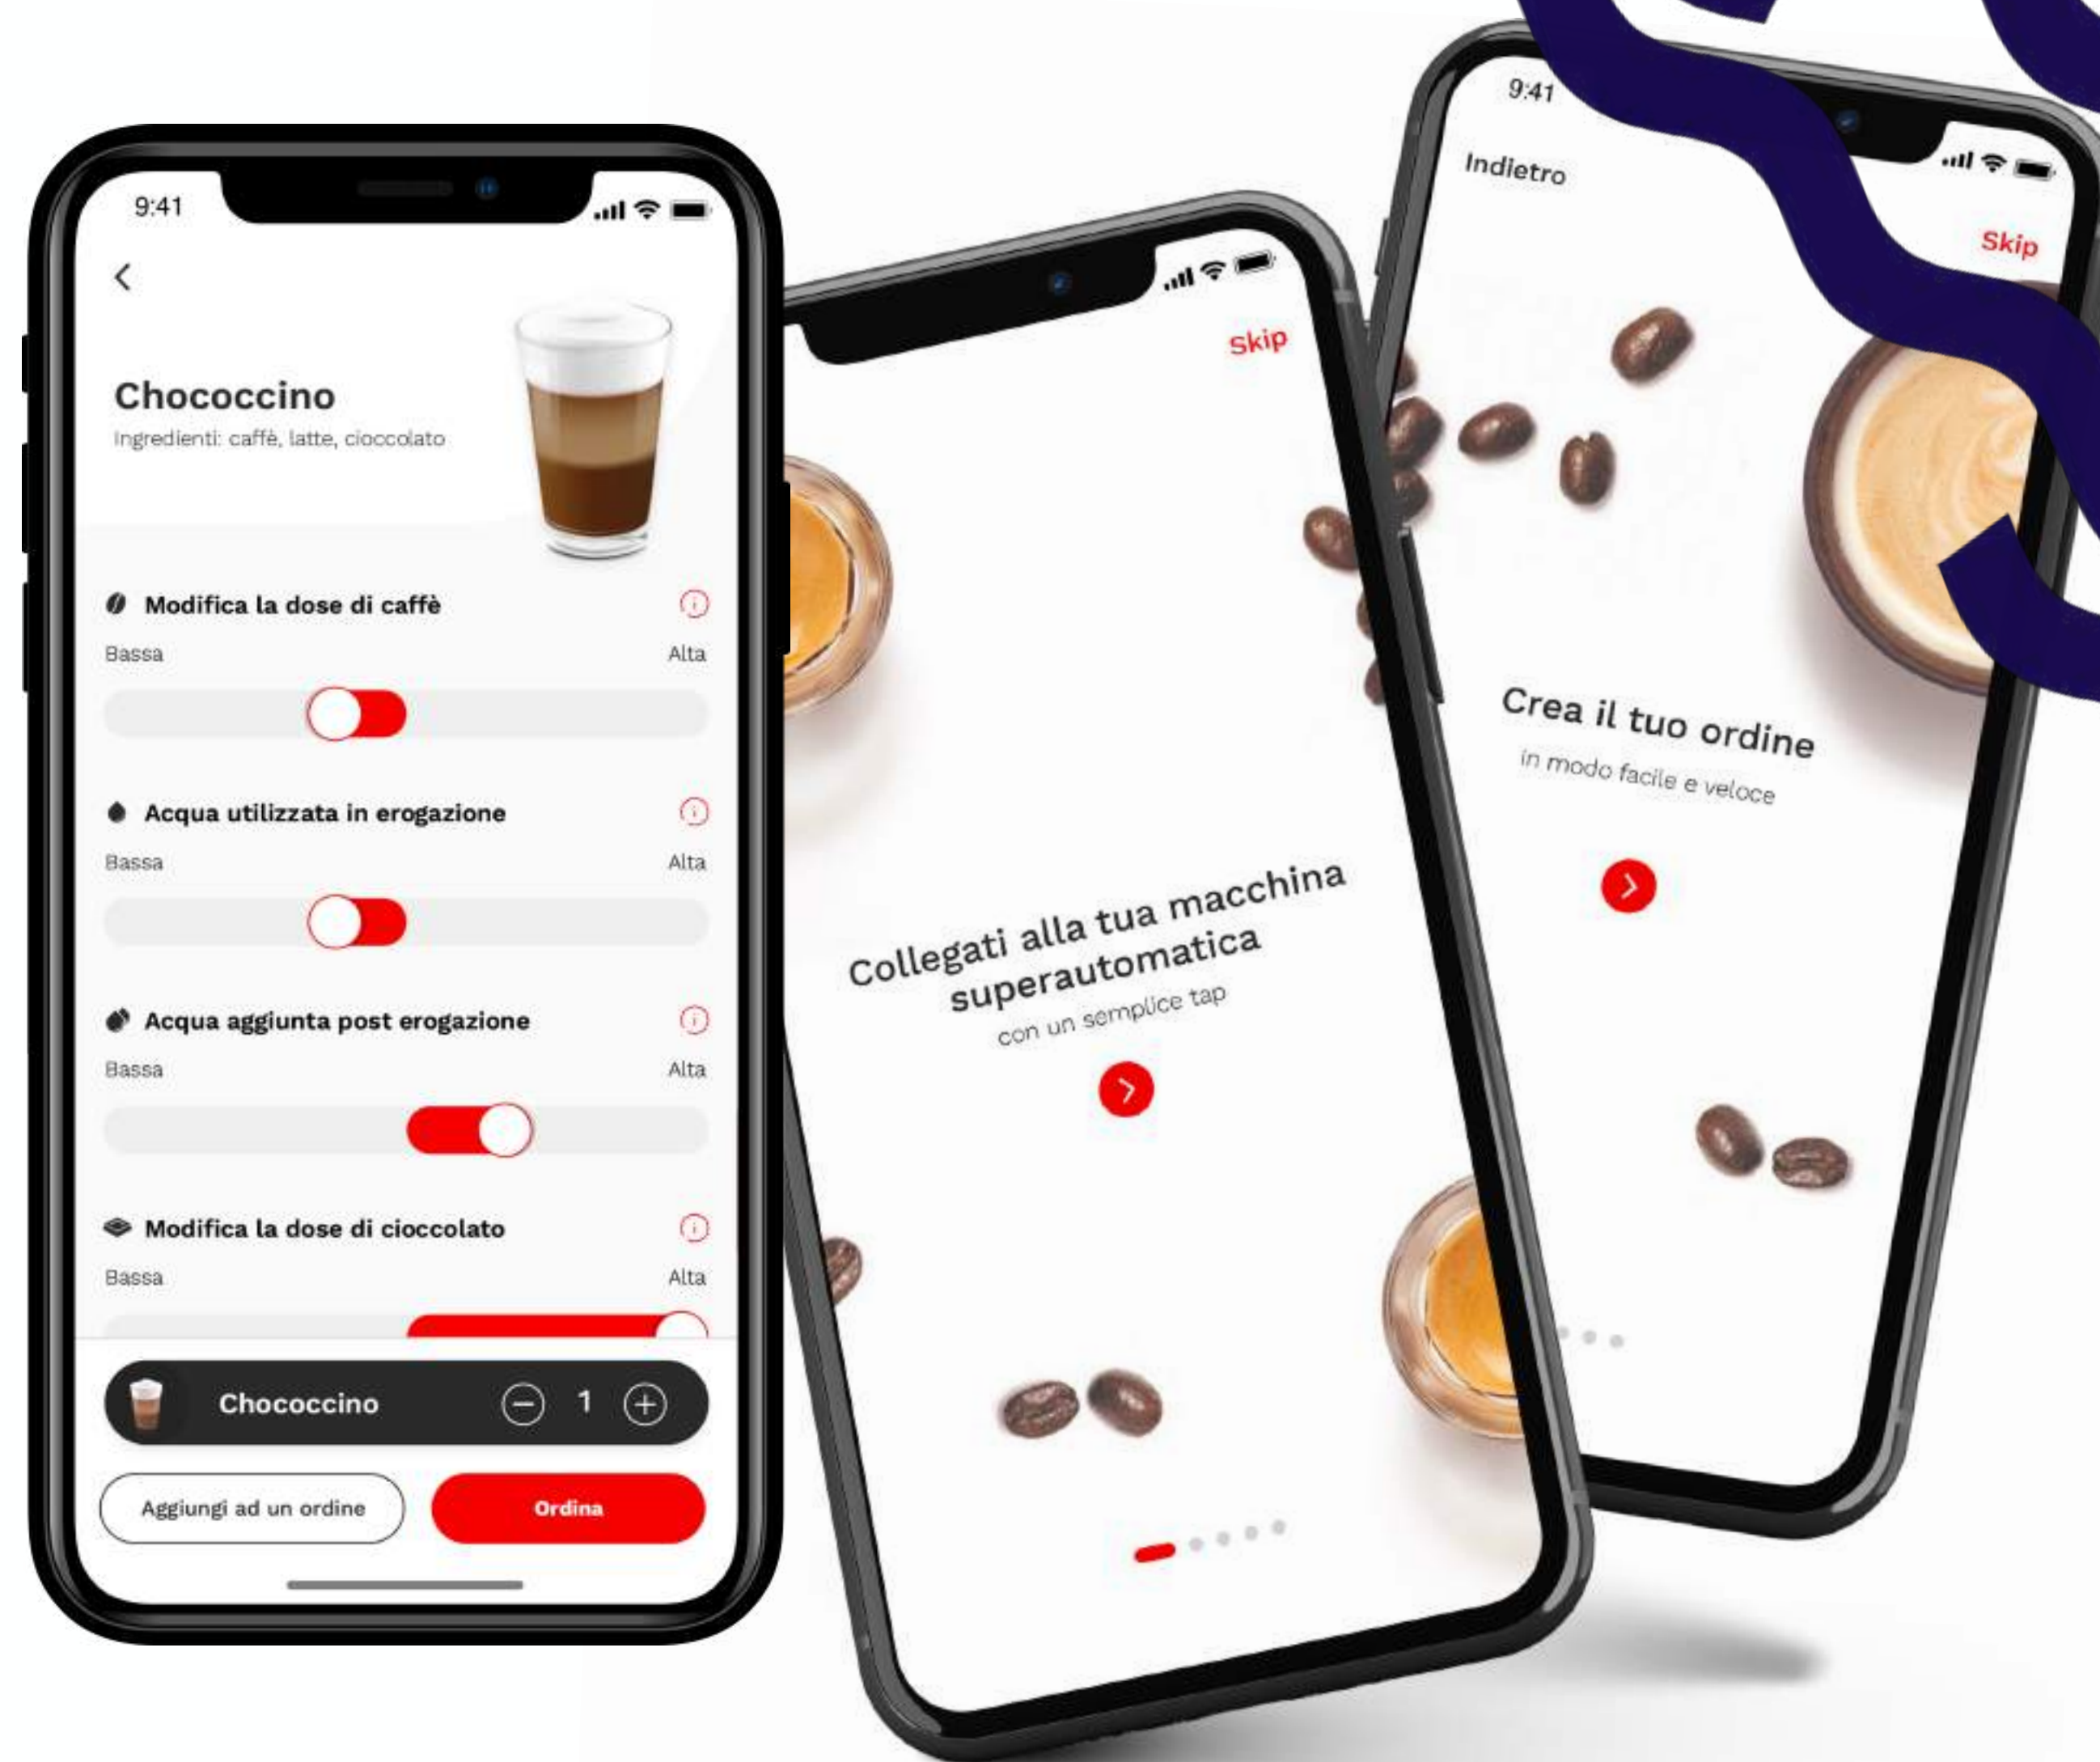 9:41
Chococcino
Ingredienti: caffè, latte, cioccolato
Modifica la dose di caffè
Bassa
Alta
Acqua utilizzata in erogazione
Bassa
Alta
Acqua aggiunta post erogazione
Bassa
Alta
Modifica la dose di cioccolato
Bassa
Alta
Chococcino
1
Aggiungi ad un ordine
Ordina
Skip
Collegati alla tua macchina
superautomatica
con un semplice tap
9:41
Indietro
Skip
Crea il tuo ordine
in modo facile e veloce